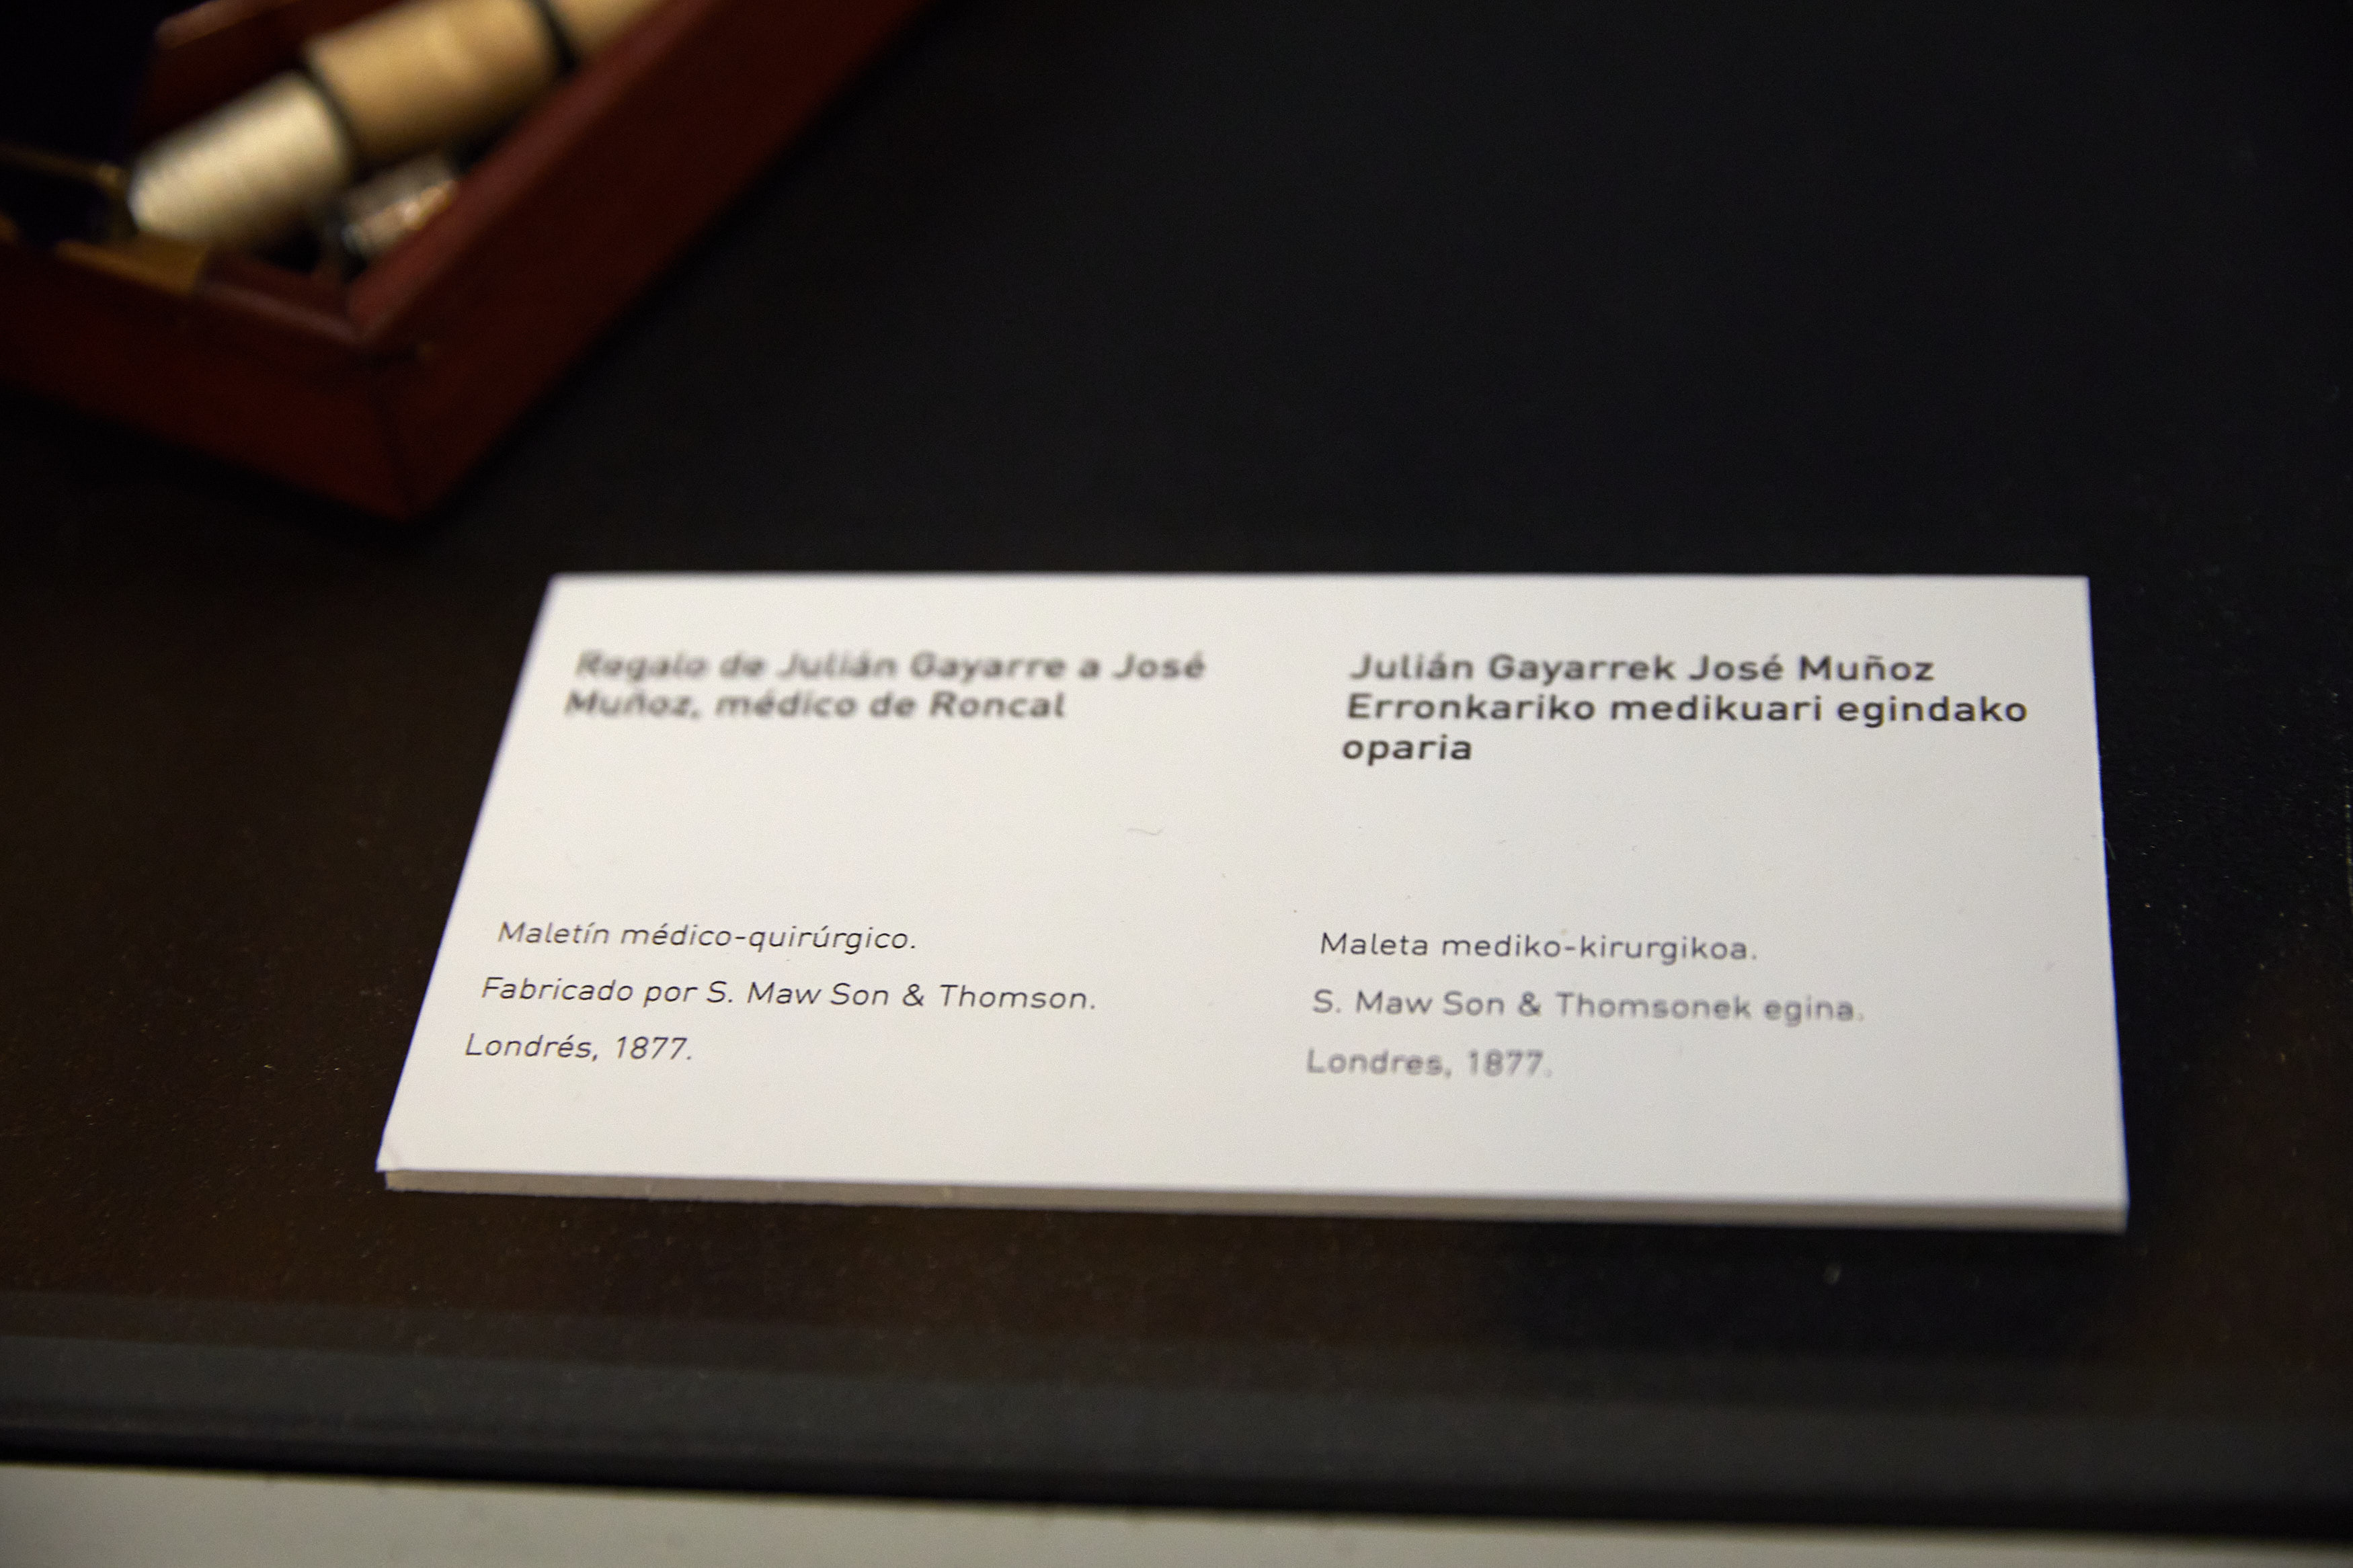 Regalo de Julián Gayarre a José
Muñoz, médico de Roncal
Maletín médico-quirúrgico.
Fabricado por S. Maw Son & Thomson.
Londrés, 1877.
Julián Gayarrek José Muñoz
Erronkariko medikuari egindako
oparia
Maleta mediko-kirurgikoa.
S. Maw Son & Thomsonek egina.
Londres, 1877.